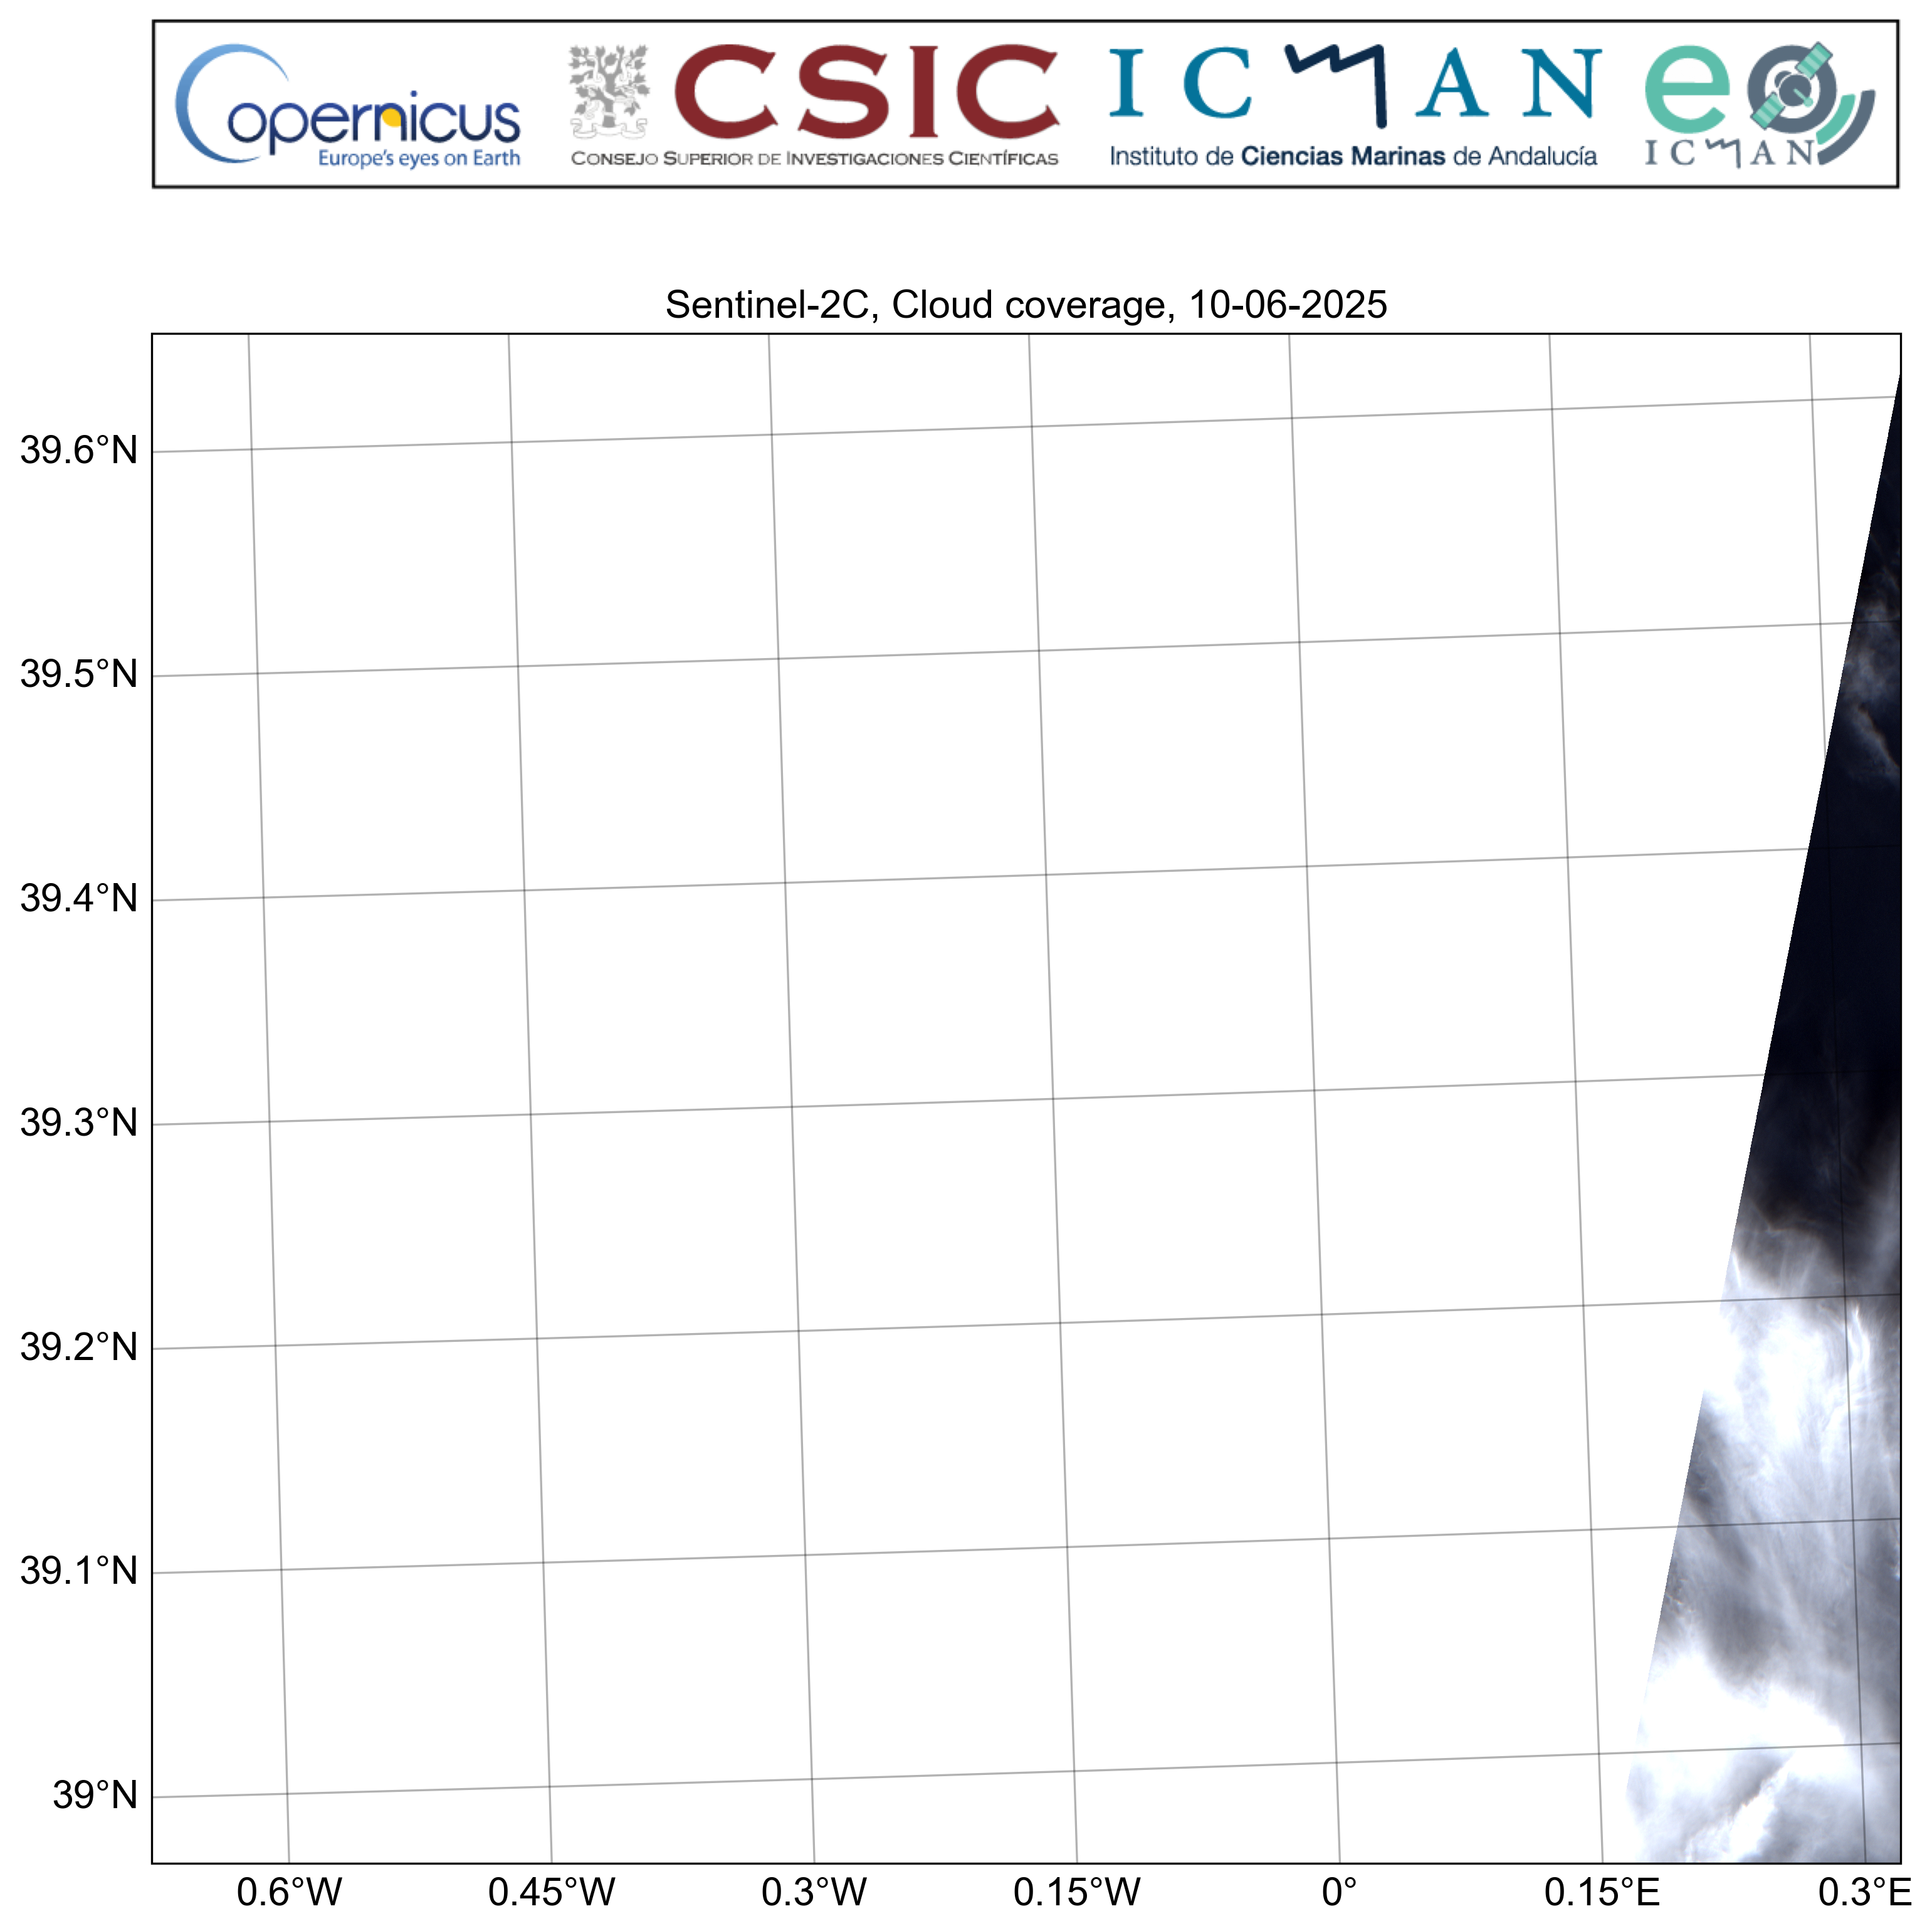 Copernicus
Europe's eyes on Earth
CSIC
CONSEJO SUPERIOR DE INVESTIGACIONES CIENTÍFICAS
ICMAN
Instituto de Ciencias Marinas de Andalucía
eo
ICMAN
Sentinel-2C, Cloud coverage, 10-06-2025
39.6°N
39.5°N
39.4°N
39.3°N
39.2°N
39.1°N
39°N
0.6°W 0.45°W 0.3°W 0.15°W 0° 0.15°E 0.3°E